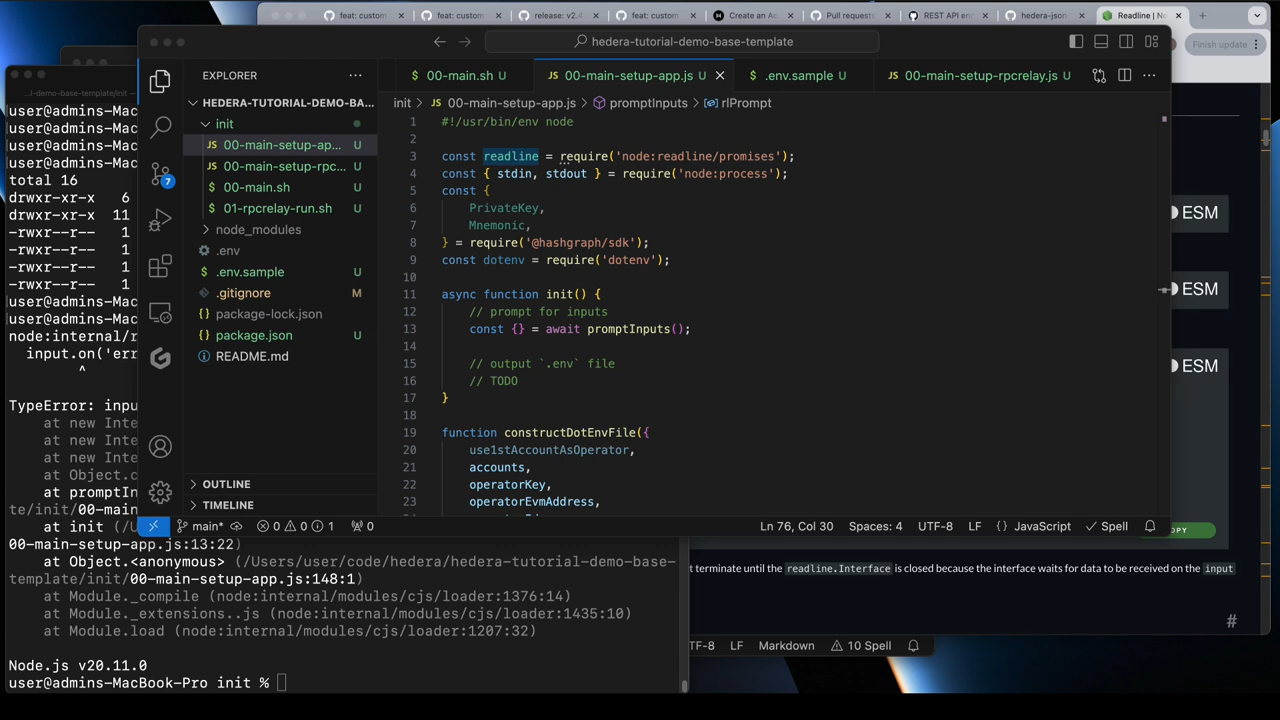 feat: custom
feat: custom
release: v2.4
feat: custom
Create an Ac
Pull requests
REST API en
hedera-json-
Readline | No
Finish update
hedera-tutorial-demo-base-template
...l-demo-base-template/init
EXPLORER
00-main.sh U
00-main-setup-app.js U
.env.sample U
00-main-setup-rpcrelay.js U
HEDERA-TUTORIAL-DEMO-BA...
init
JS 00-main-setup-ap... U
JS 00-main-setup-rpc... U
$ 00-main.sh U
$ 01-rpcrelay-run.sh U
node_modules
.env
$ .env.sample U
.gitignore M
package-lock.json
package.json U
README.md
OUTLINE
TIMELINE
7
init > JS 00-main-setup-app.js > promptInputs > rlPrompt
1 #!/usr/bin/env node
2
3 const readline = require('node:readline/promises');
4 const { stdin, stdout } = require('node:process');
5 const {
6 PrivateKey,
7 Mnemonic,
8 } = require('@hashgraph/sdk');
9 const dotenv = require('dotenv');
10
11 async function init() {
12 // prompt for inputs
13 const {} = await promptInputs();
14
15 // output `.env` file
16 // TODO
17 }
18
19 function constructDotEnvFile({
20 use1stAccountAsOperator,
21 accounts,
22 operatorKey,
23 operatorEvmAddress,
main* 0 0 1 0
Ln 76, Col 30 Spaces: 4 UTF-8 LF {} JavaScript Spell
user@admins-Mac
user@admins-Mac
user@admins-Mac
user@admins-Mac
total 16
drwxr-xr-x 6
drwxr-xr-x 11
-rwxr--r-- 1
-rwxr--r-- 1
-rwxr--r-- 1
-rwxr--r-- 1
user@admins-Mac
user@admins-Mac
node:internal/r
input.on('err
^
TypeError: inpu
at new Inte
at new Inte
at new Inte
at Object.c
at promptIn
te/init/00-main
at init (/U
00-main-setup-app.js:13:22)
at Object.<anonymous> (/Users/user/code/hedera/hedera-tutorial-demo-base-
template/init/00-main-setup-app.js:148:1)
at Module._compile (node:internal/modules/cjs/loader:1376:14)
at Module._extensions..js (node:internal/modules/cjs/loader:1435:10)
at Module.load (node:internal/modules/cjs/loader:1207:32)
Node.js v20.11.0
user@admins-MacBook-Pro init %
ESM
ESM
ESM
OPY
t terminate until the readline.Interface is closed because the interface waits for data to be received on the input
#
TF-8 LF Markdown 10 Spell